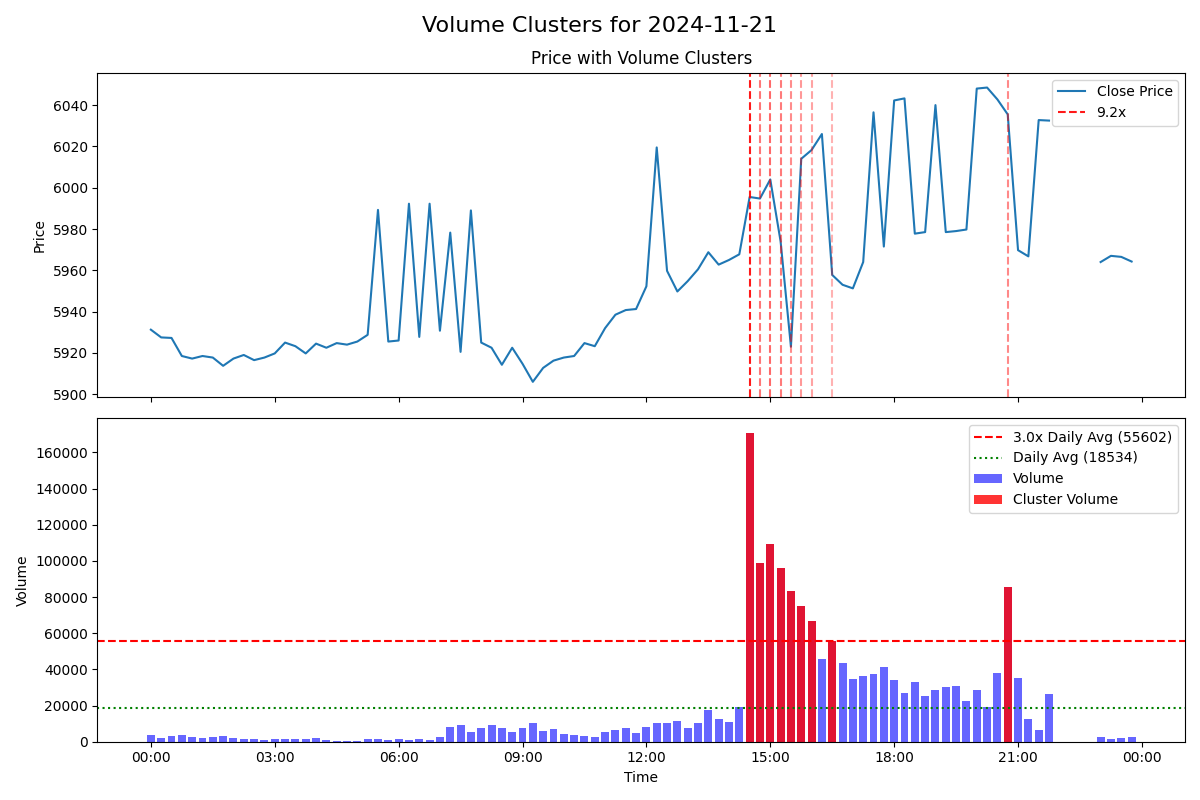 Volume Clusters for 2024-11-21
Price with Volume Clusters
Close Price
9.2x
6040
6020
6000
5980
5960
5940
5920
5900
Price
3.0x Daily Avg (55602)
Daily Avg (18534)
Volume
Cluster Volume
160000
140000
120000
100000
80000
60000
40000
20000
0
Volume
00:00 03:00 06:00 09:00 12:00 15:00 18:00 21:00 00:00
Time